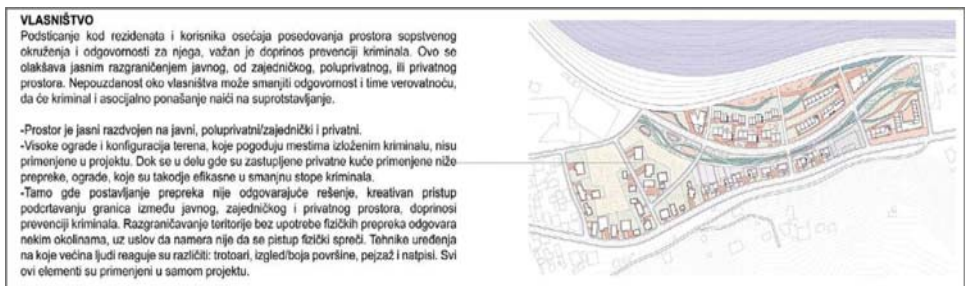 VLASNIŠTVO
Podsticanje kod rezidenata i korisnika osećaja posedovanja prostora sopstvenog
okruženja i odgovornosti za njega, važan je doprinos prevenciji kriminala. Ovo se
olakšava jasnim razgraničenjem javnog, od zajedničkog, poluprivatnog, ili privatnog
prostora. Nepouzdanost oko vlasništva može smanjiti odgovornost i time verovatnoću,
da će kriminal i asocijalno ponašanje naići na suprotstavljanje.
-Prostor je jasni razdvojen na javni, poluprivatni/zajednički i privatni.
-Visoke ograde i konfiguracija terena, koje pogoduju mestima izloženim kriminalu, nisu
primenjene u projektu. Dok se u delu gde su zastupljene privatne kuće primenjene niže
prepreke, ograde, koje su takodje efikasne u smanjnu stope kriminala.
-Tamo gde postavljanje prepreka nije odgovarajuće rešenje, kreativan pristup
podcrtavanju granica između javnog, zajedničkog i privatnog prostora, doprinosi
prevenciji kriminala. Razgraničavanje teritorije bez upotrebe fizičkih prepreka odgovara
nekim okolinama, uz uslov da namera nije da se pistup fizički spreči. Tehnike uređenja
na koje većina ljudi reaguje su različiti: trotoari, izgled/boja površine, pejzaž i natpisi. Svi
ovi elementi su primenjeni u samom projektu.